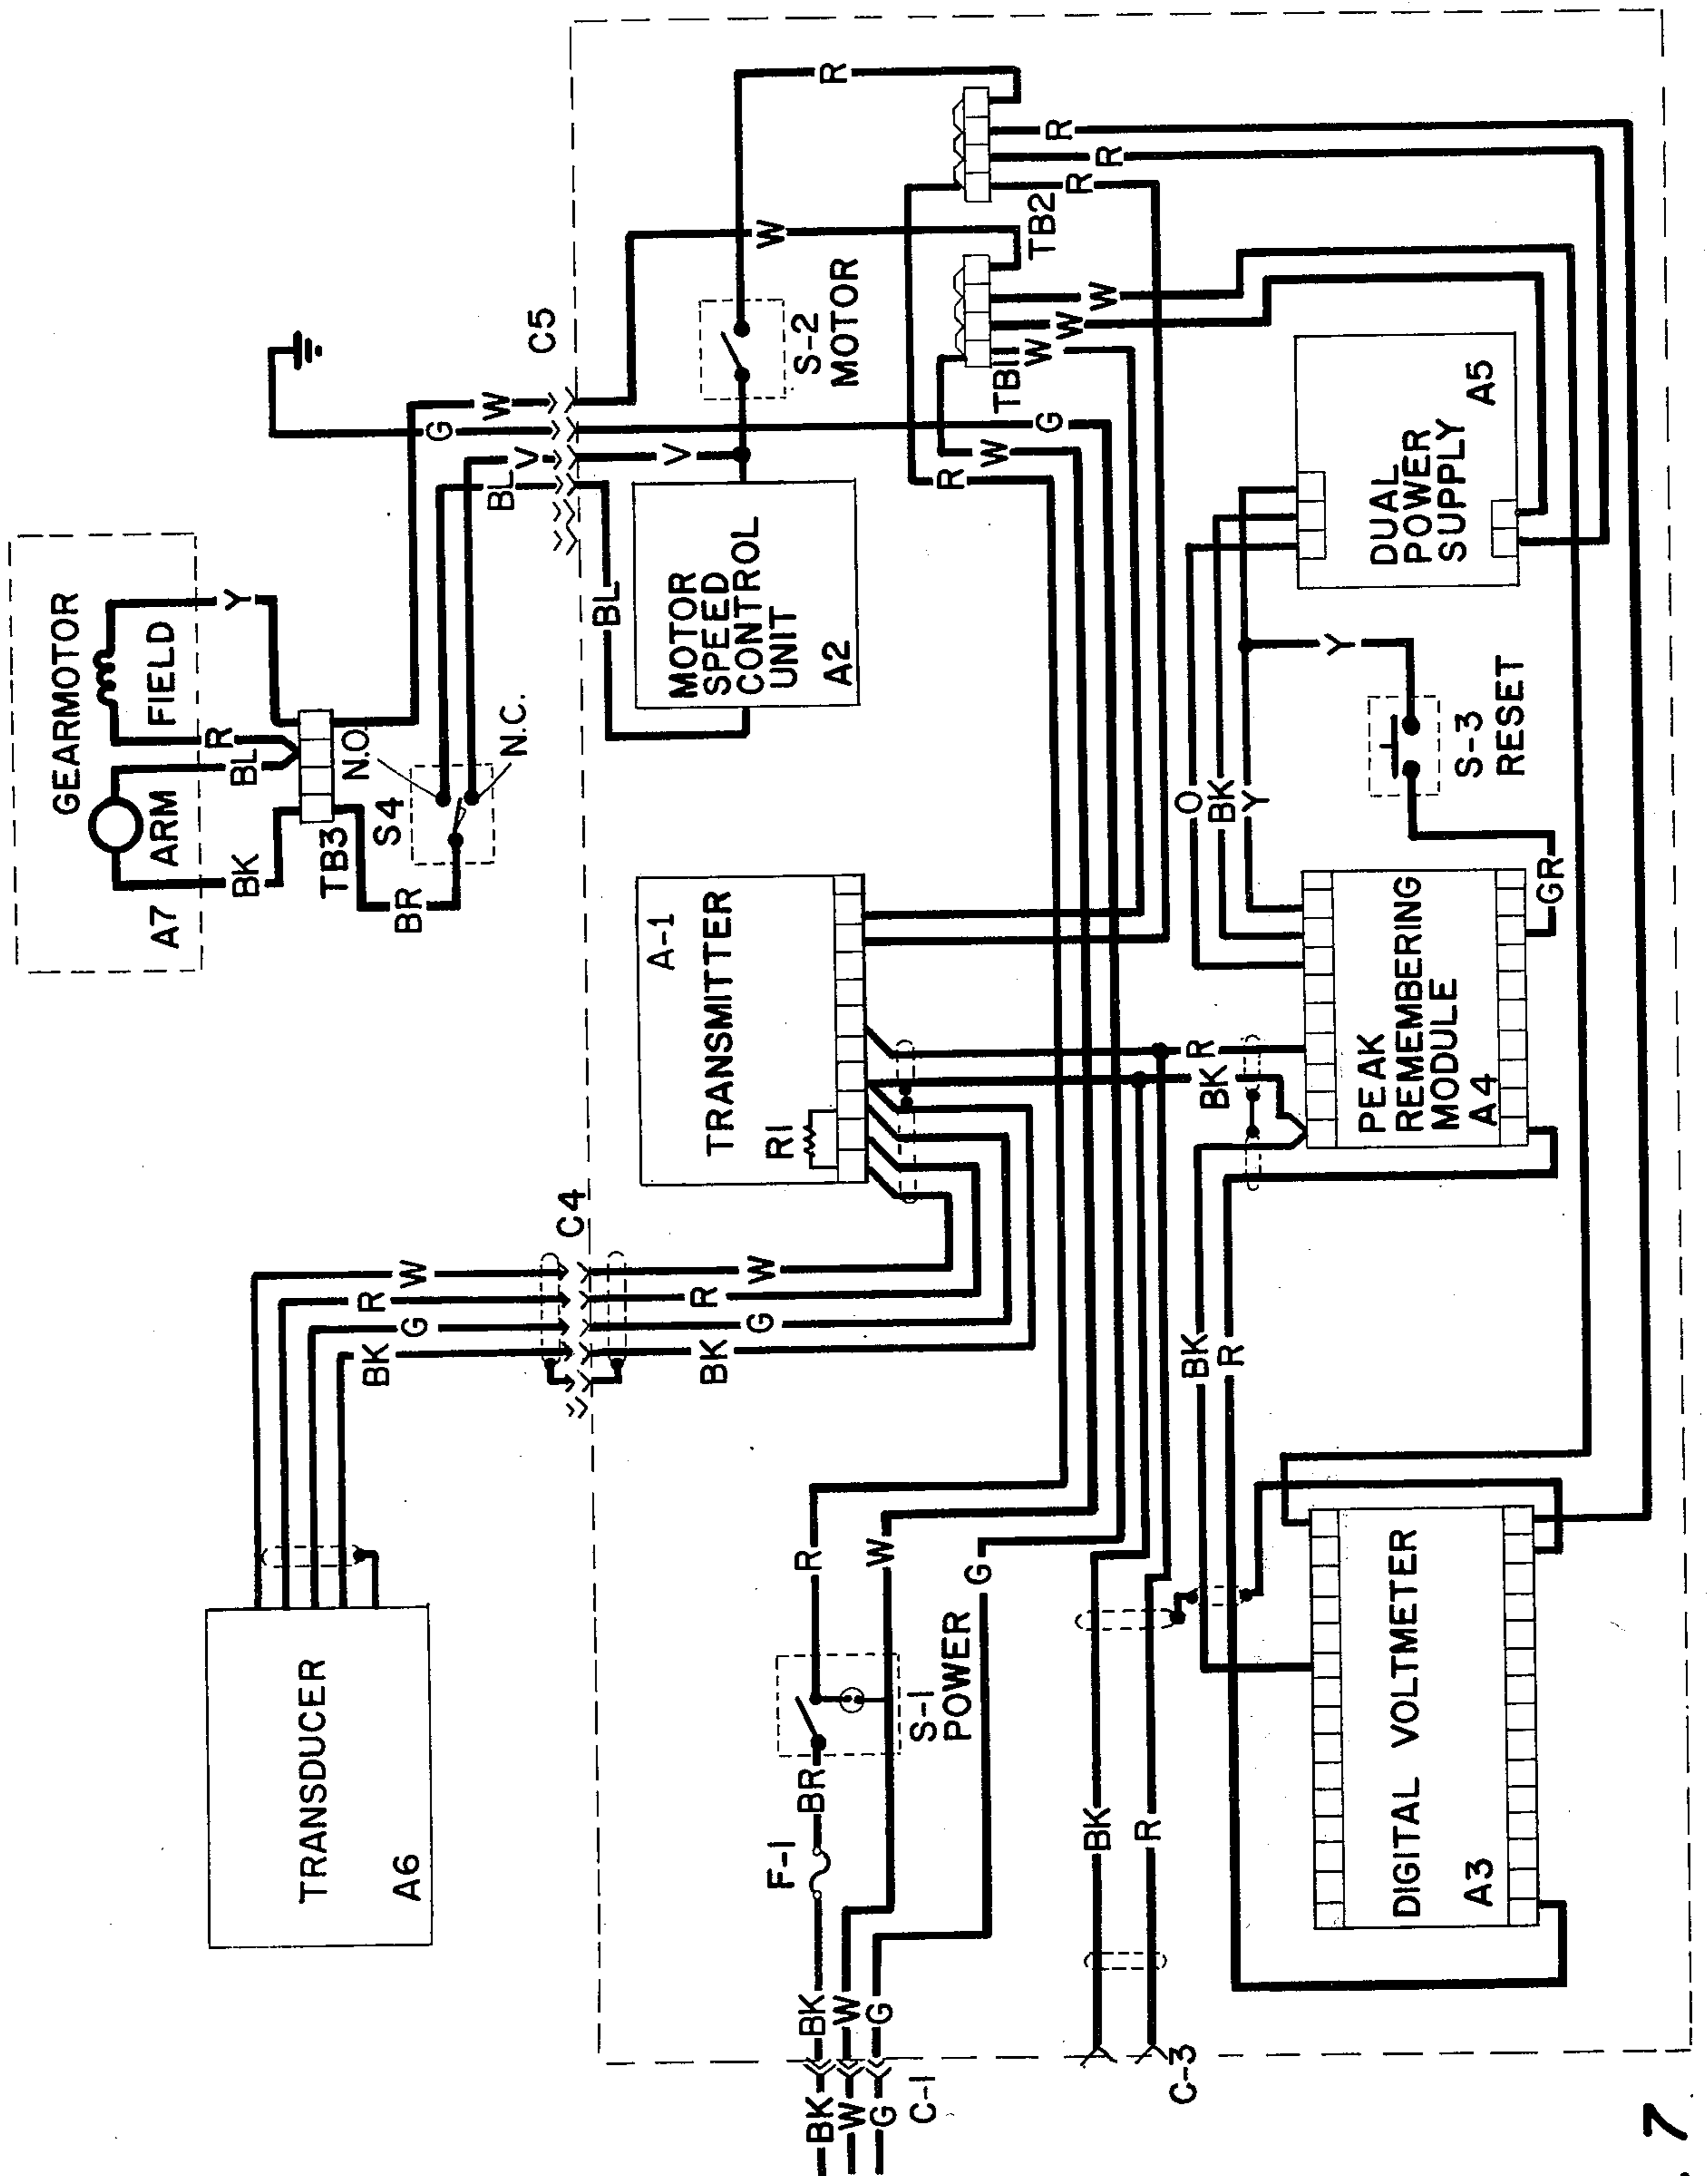 GEARMOTOR
FIELD
ARM
A7
Y
R
BL
BK
TB3
N.O.
S4
N.C.
BR
W
G
V
BL
C5
TRANSDUCER
A6
W
R
G
BK
C4
W
R
G
BK
TRANSMITTER
A-1
R1
MOTOR
SPEED
CONTROL
UNIT
A2
BL
V
S-2
MOTOR
W
R
TB1
TB2
R
R
R
W
W
W
G
W
R
F-1
BR
S-1
POWER
R
W
G
BK
W
G
C-1
BK
W
G
BK
R
C-3
R
BK
BK
R
O
BK
Y
Y
S-3
RESET
GR
DUAL
POWER
SUPPLY
A5
PEAK
REMEMBERING
MODULE
A4
DIGITAL VOLTMETER
A3
. 7